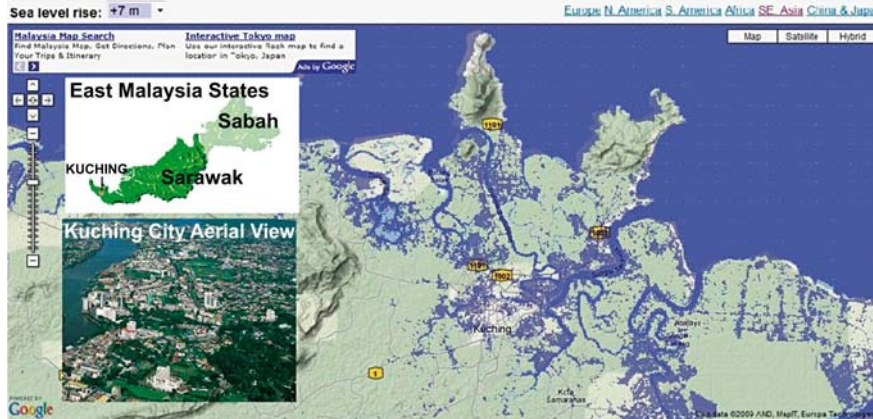 Sea level rise: +7 m
Europe N. America S. America Africa SE. Asia China & Japa
Malaysia Map Search
Find Malaysia Map, Get Directions, Plan
Your Trips & Itinerary
Interactive Tokyo map
Use our interactive flash map to find a
location in Tokyo, Japan
Ads by Google
Map Satellite Hybrid
East Malaysia States
Sabah
KUCHING
Sarawak
Kuching City Aerial View
1
Kuching
Kota
Samarahan
POWERED BY
Google
Map data ©2009 AND, MapIT, Europa Technologies